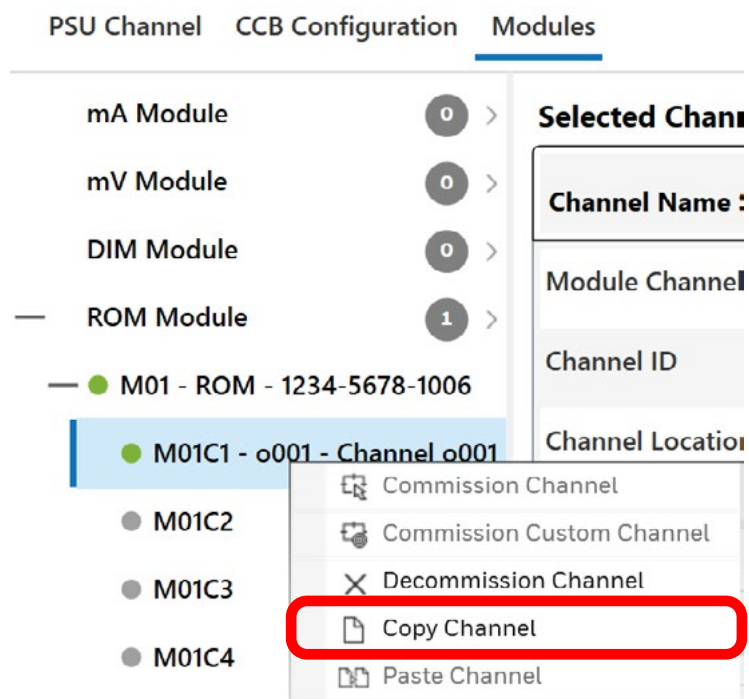 PSU Channel CCB Configuration Modules
mA Module 0
mV Module 0
DIM Module 0
ROM Module 1
M01 - ROM - 1234-5678-1006
M01C1 - o001 - Channel o001
M01C2
M01C3
M01C4
Commission Channel
Commission Custom Channel
Decommission Channel
Copy Channel
Paste Channel
Selected
Channel Name :
Module Channel
Channel ID
Channel